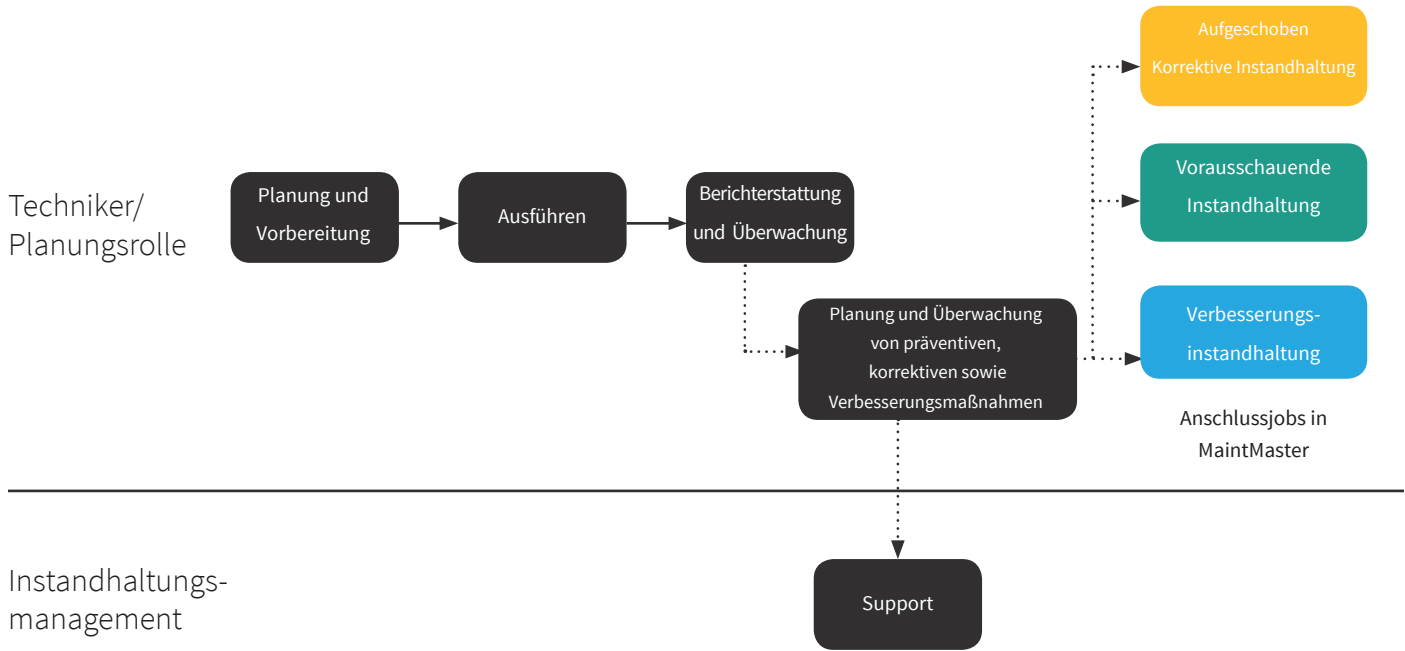 Aufgeschoben
Korrektive Instandhaltung
Techniker/
Planungsrolle
Planung und
Vorbereitung
Ausführen
Berichterstattung
und Überwachung
Vorausschauende
Instandhaltung
Planung und Überwachung
von präventiven,
korrektiven sowie
Verbesserungsmaßnahmen
Verbesserungs-
instandhaltung
Anschlussjobs in
MaintMaster
Instandhaltungs-
management
Support